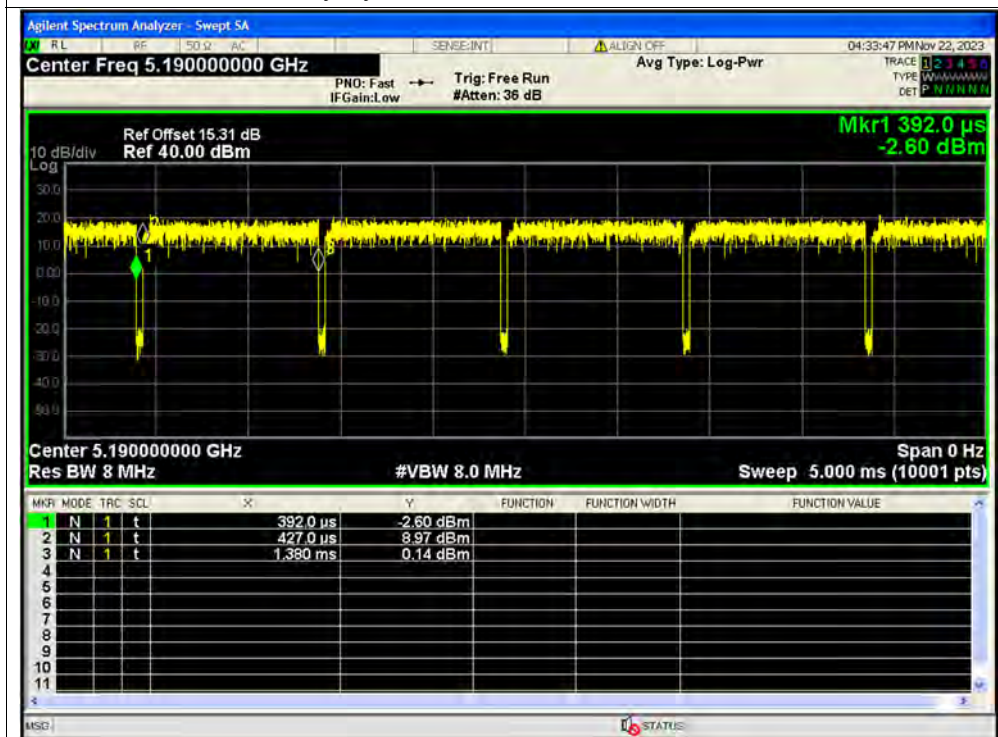 Agilent Spectrum Analyzer - Swept SA
RL RF 50 Ω AC SENSE:INT ALIGN OFF 04:33:47 PM Nov 22, 2023
Center Freq 5.190000000 GHz Avg Type: Log-Pwr TRACE 1 2 3 4 5 6
PNO: Fast Trig: Free Run TYPE W
IFGain:Low #Atten: 36 dB DET P N N N N N
Mkr1 392.0 µs
Ref Offset 15.31 dB
10 dB/div Ref 40.00 dBm -2.60 dBm
Log
30.0
20.0
10.0
0.00
-10.0
-20.0
-30.0
-40.0
-50.0
1
2
3
Center 5.190000000 GHz Span 0 Hz
Res BW 8 MHz #VBW 8.0 MHz Sweep 5.000 ms (10001 pts)
MKR MODE TRC SCL X Y FUNCTION FUNCTION WIDTH FUNCTION VALUE
1 N 1 t 392.0 µs -2.60 dBm
2 N 1 t 427.0 µs 8.97 dBm
3 N 1 t 1.380 ms 0.14 dBm
4
5
6
7
8
9
10
11
MSG STATUS